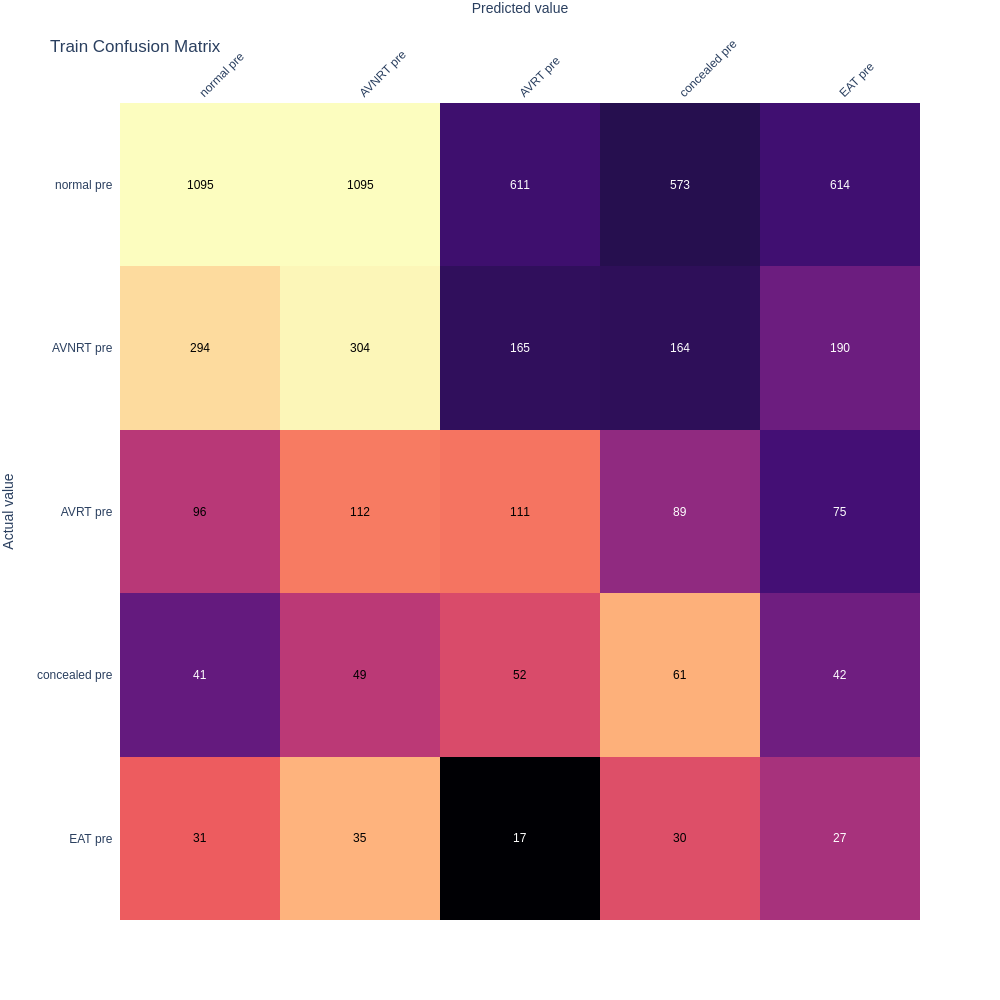 Predicted value
Train Confusion Matrix
normal pre AVNRT pre AVRT pre concealed pre EAT pre
normal pre 1095 1095 611 573 614
AVNRT pre 294 304 165 164 190
Actual value
AVRT pre 96 112 111 89 75
concealed pre 41 49 52 61 42
EAT pre 31 35 17 30 27